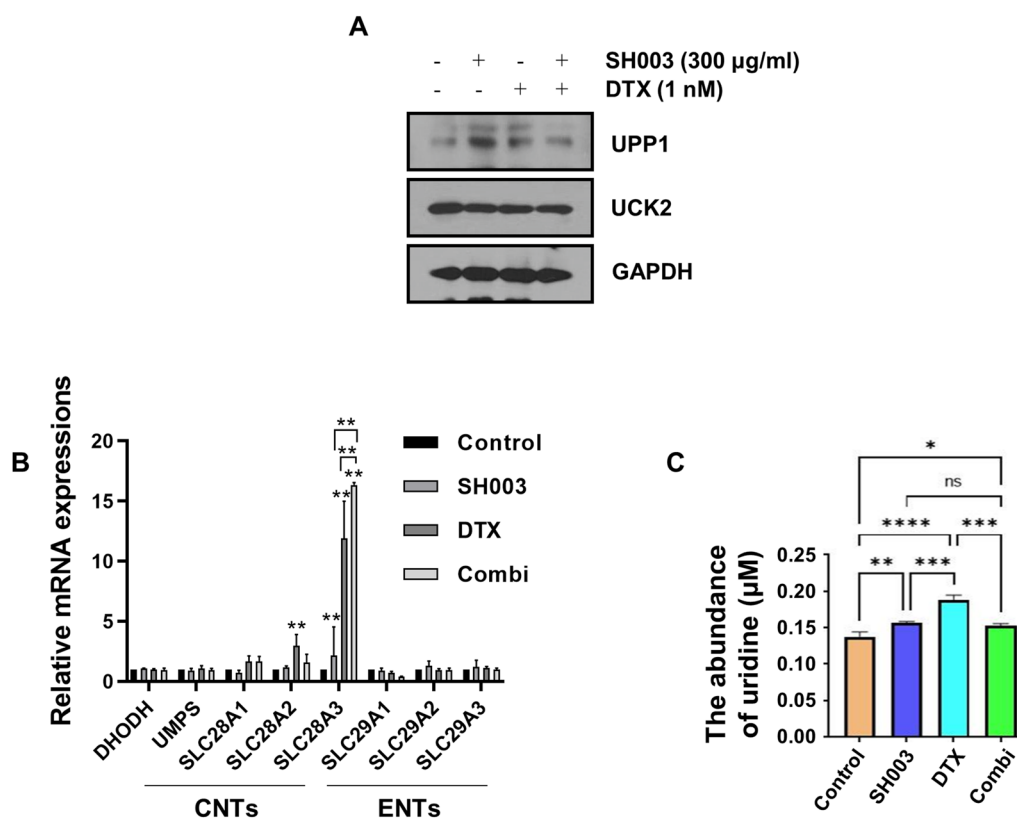 A
- + - + SH003 (300 µg/ml)
- - + + DTX (1 nM)
UPP1
UCK2
GAPDH
B
Relative mRNA expressions
20
15
10
5
0
**
**
**
**
**
**
Control
SH003
DTX
Combi
DHODH
UMPS
SLC28A1
SLC28A2
SLC28A3
SLC29A1
SLC29A2
SLC29A3
CNTs
ENTs
C
The abundance
of uridine (µM)
0.25
0.20
0.15
0.10
0.05
0.00
*
ns
**** ***
** ***
Control
SH003
DTX
Combi